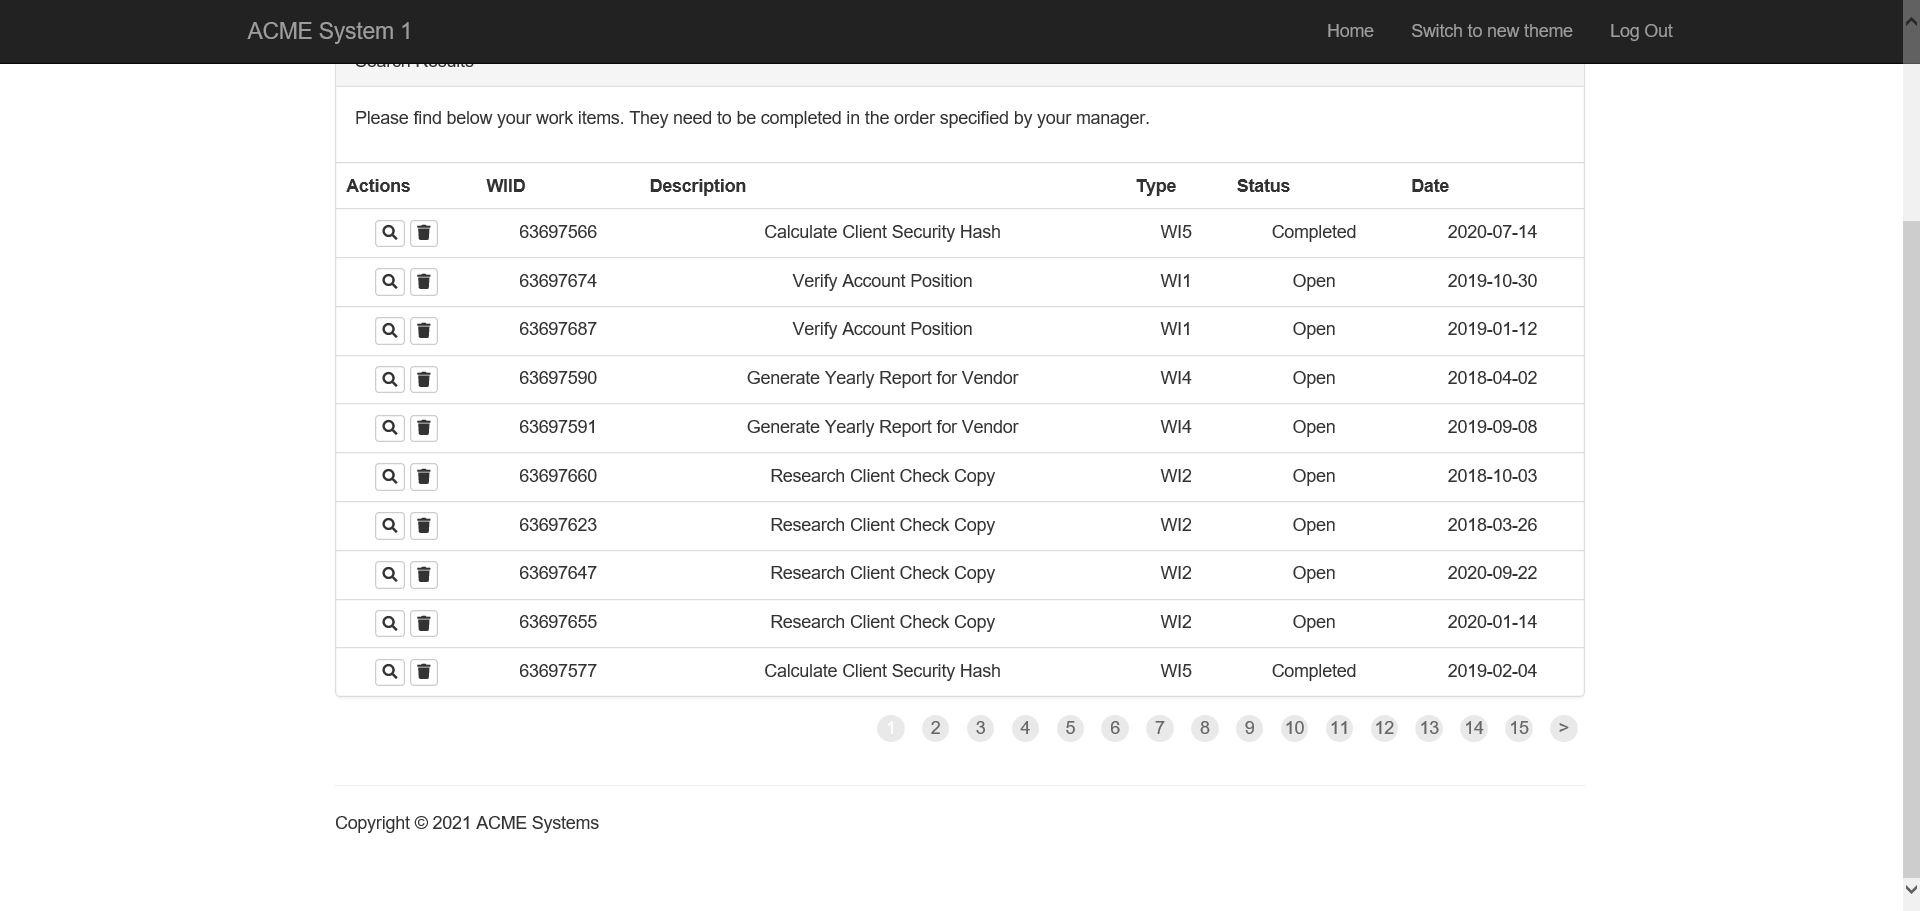 ACME System 1 Home Switch to new theme Log Out
Search Results
Please find below your work items. They need to be completed in the order specified by your manager.
Actions WIID Description Type Status Date
63697566 Calculate Client Security Hash WI5 Completed 2020-07-14
63697674 Verify Account Position WI1 Open 2019-10-30
63697687 Verify Account Position WI1 Open 2019-01-12
63697590 Generate Yearly Report for Vendor WI4 Open 2018-04-02
63697591 Generate Yearly Report for Vendor WI4 Open 2019-09-08
63697660 Research Client Check Copy WI2 Open 2018-10-03
63697623 Research Client Check Copy WI2 Open 2018-03-26
63697647 Research Client Check Copy WI2 Open 2020-09-22
63697655 Research Client Check Copy WI2 Open 2020-01-14
63697577 Calculate Client Security Hash WI5 Completed 2019-02-04
1 2 3 4 5 6 7 8 9 10 11 12 13 14 15 >
Copyright © 2021 ACME Systems